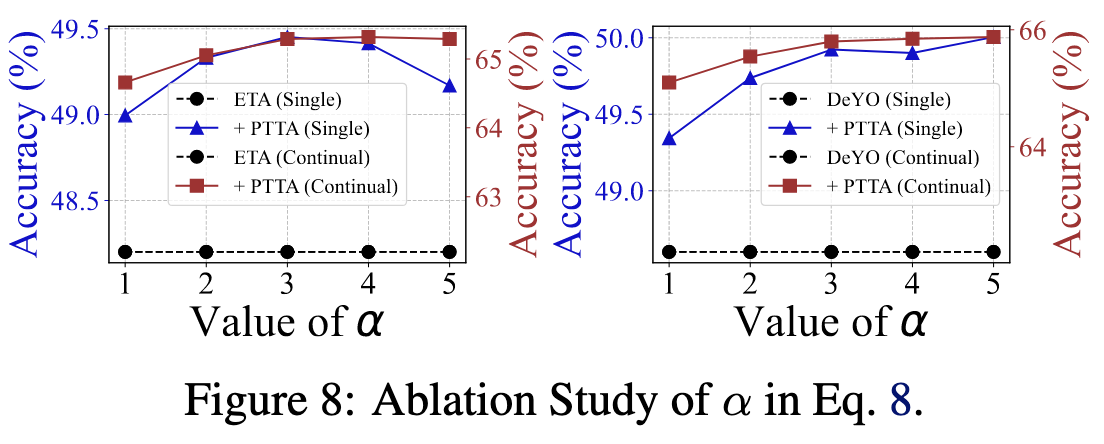 Accuracy (%)
49.5
49.0
48.5
ETA (Single)
+ PTTA (Single)
ETA (Continual)
+ PTTA (Continual)
65
64
63
Accuracy (%)
1 2 3 4 5
Value of α
Accuracy (%)
50.0
49.5
49.0
DeYO (Single)
+ PTTA (Single)
DeYO (Continual)
+ PTTA (Continual)
66
64
Accuracy (%)
1 2 3 4 5
Value of α
Figure 8: Ablation Study of α in Eq. 8.